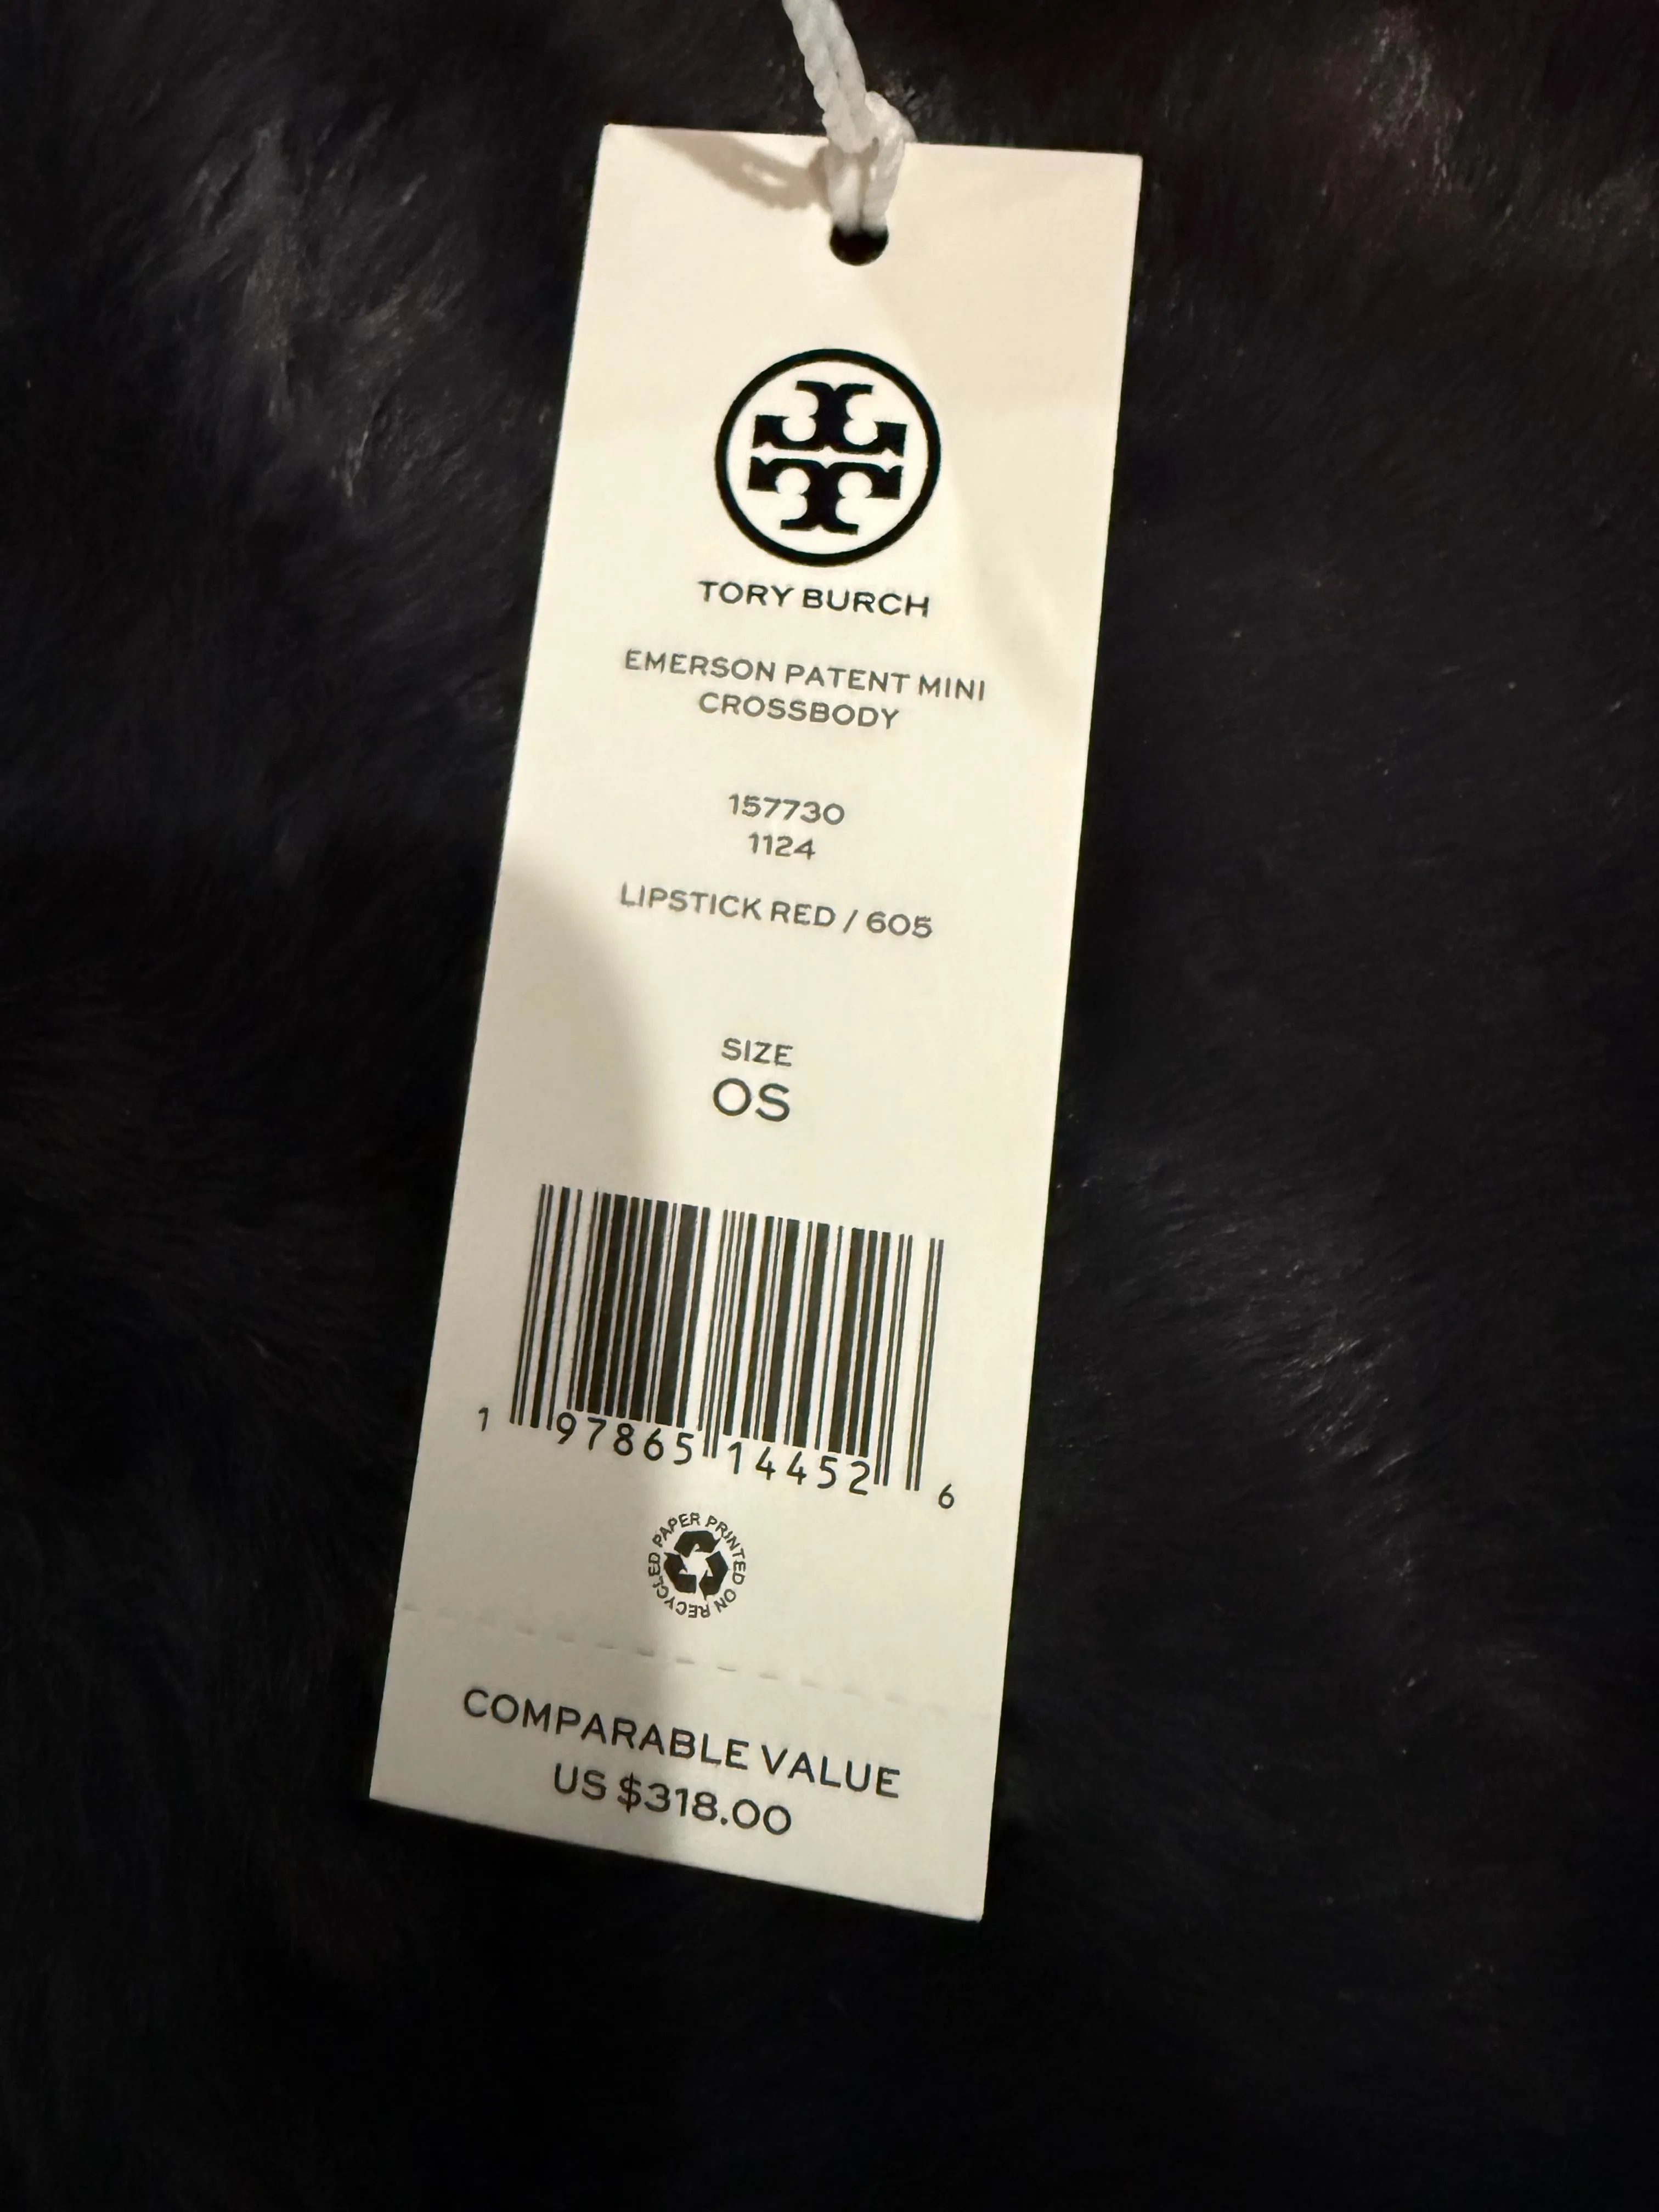 TORY BURCH
EMERSON PATENT MINI
CROSSBODY
157730
1124
LIPSTICK RED / 605
SIZE
OS
1 97865 14452 6
PRINTED ON RECYCLED PAPER
COMPARABLE VALUE
US $318.00